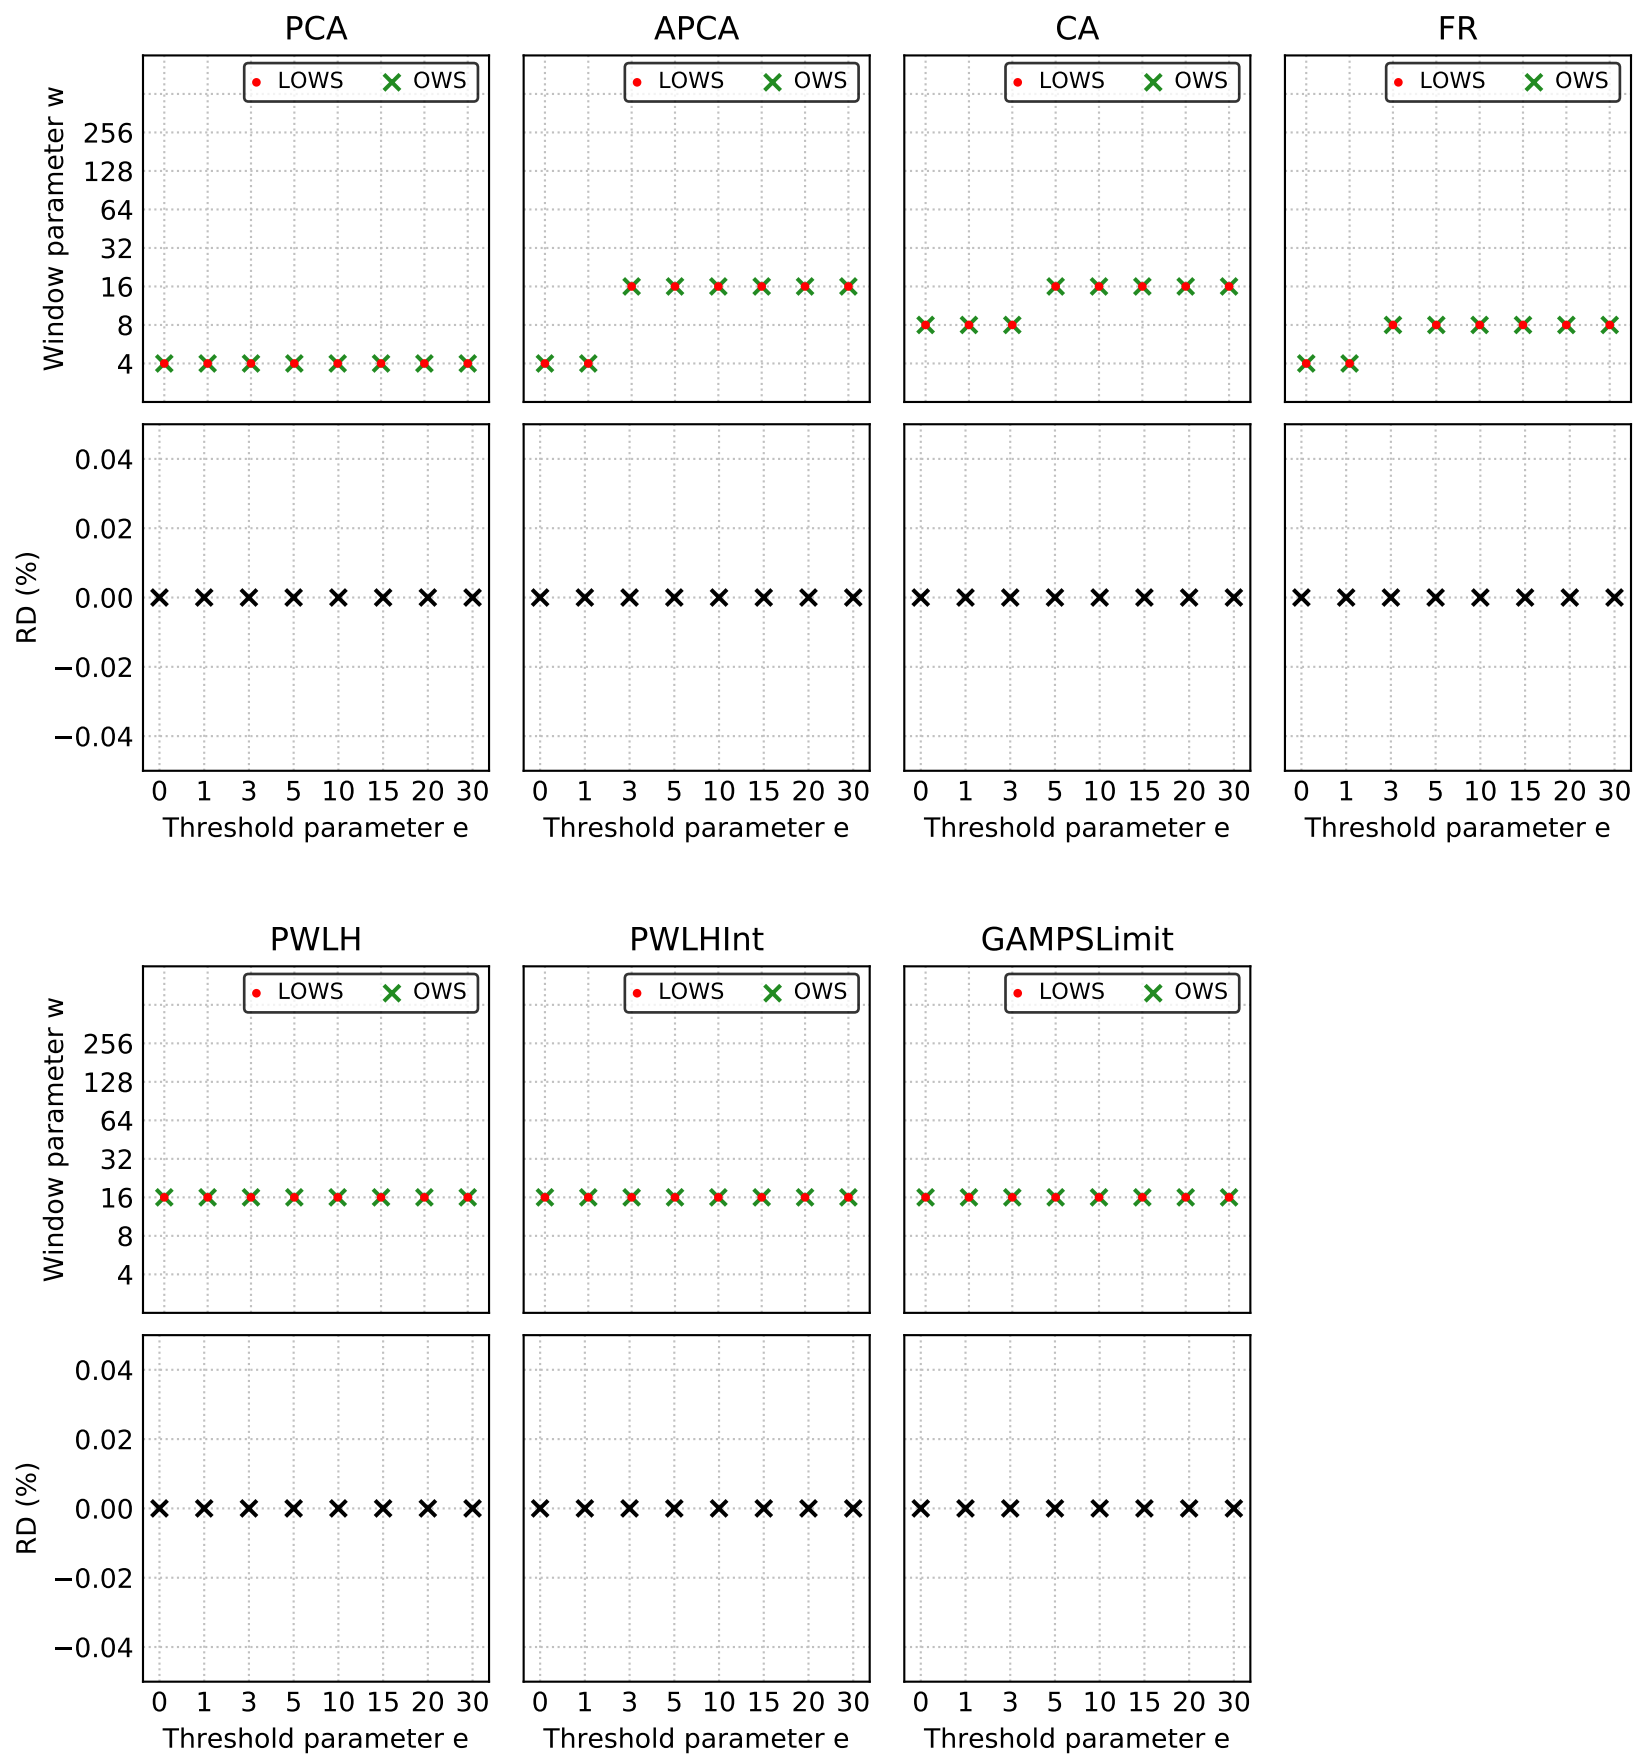 PCA APCA CA FR
LOWS OWS LOWS OWS LOWS OWS LOWS OWS
Window parameter w
256
128
64
32
16
8
4
RD (%)
0.04
0.02
0.00
−0.02
−0.04
0 1 3 5 10 15 20 30 0 1 3 5 10 15 20 30 0 1 3 5 10 15 20 30 0 1 3 5 10 15 20 30
Threshold parameter e Threshold parameter e Threshold parameter e Threshold parameter e
PWLH PWLHInt GAMPSLimit
LOWS OWS LOWS OWS LOWS OWS
Window parameter w
256
128
64
32
16
8
4
RD (%)
0.04
0.02
0.00
−0.02
−0.04
0 1 3 5 10 15 20 30 0 1 3 5 10 15 20 30 0 1 3 5 10 15 20 30
Threshold parameter e Threshold parameter e Threshold parameter e